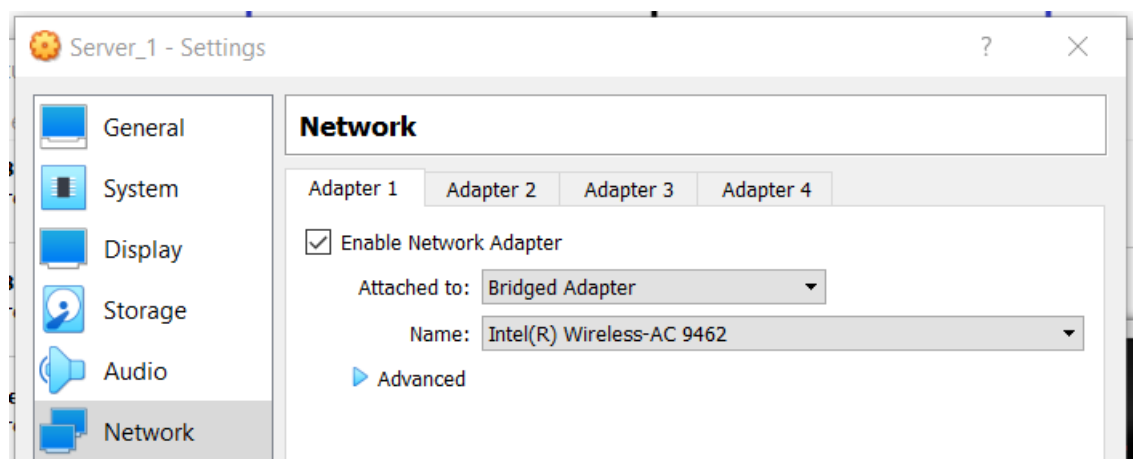 Server_1 - Settings
?
General
System
Display
Storage
Audio
Network
Network
Adapter 1
Adapter 2
Adapter 3
Adapter 4
Enable Network Adapter
Attached to: Bridged Adapter
Name: Intel(R) Wireless-AC 9462
Advanced